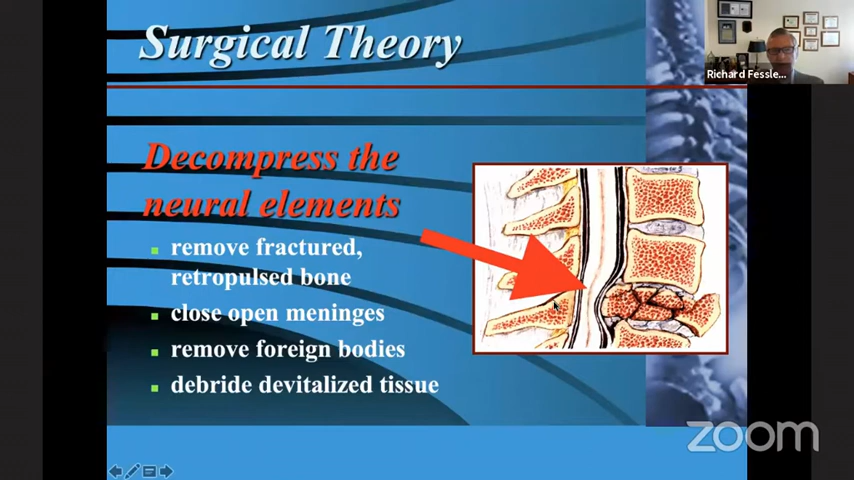 Surgical Theory
Richard Fessle...
Decompress the
neural elements
remove fractured,
retropulsed bone
close open meninges
remove foreign bodies
debride devitalized tissue
zoom